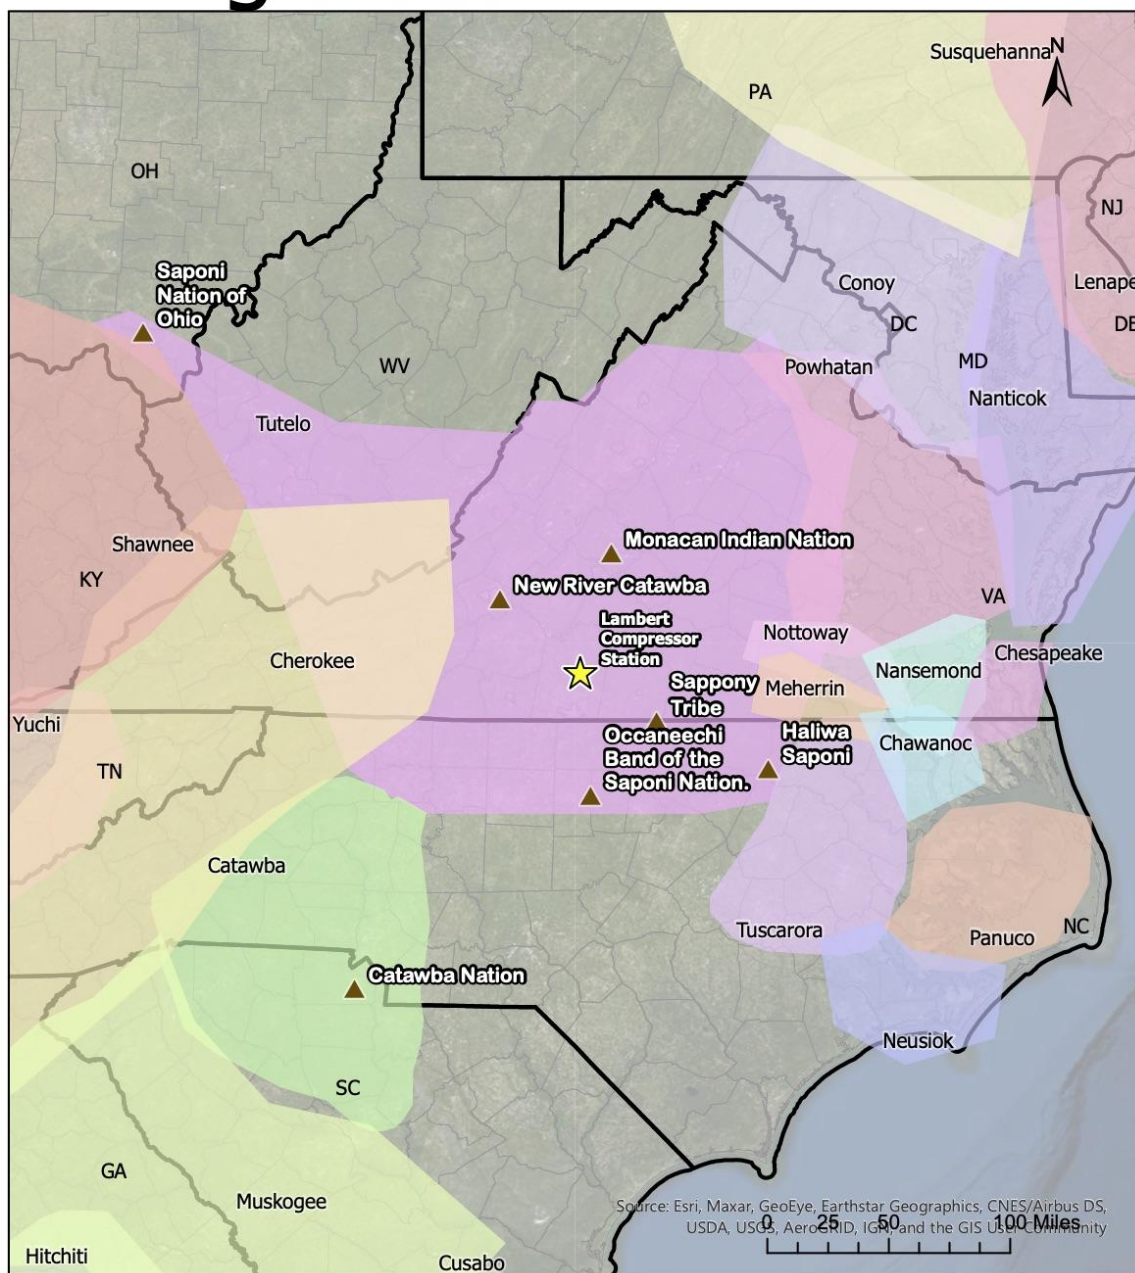 Susquehanna
N
PA
OH
NJ
Saponi
Nation of
Ohio
Conoy
Lenape
DC
DE
WV
Powhatan
MD
Nanticok
Tutelo
Shawnee
Monacan Indian Nation
KY
New River Catawba
VA
Lambert
Compressor
Station
Nottoway
Chesapeake
Cherokee
Nansemond
Sappony
Tribe
Meherrin
Yuchi
Occaneechi
Band of the
Saponi Nation.
Haliwa
Saponi
Chawanoc
TN
Catawba
Tuscarora
NC
Panuco
Catawba Nation
Neusiok
SC
GA
Muskogee
Source: Esri, Maxar, GeoEye, Earthstar Geographics, CNES/Airbus DS,
USDA, USGS, AeroGRID, IGN, and the GIS User Community
0 25 50 100 Miles
Hitchiti
Cusabo